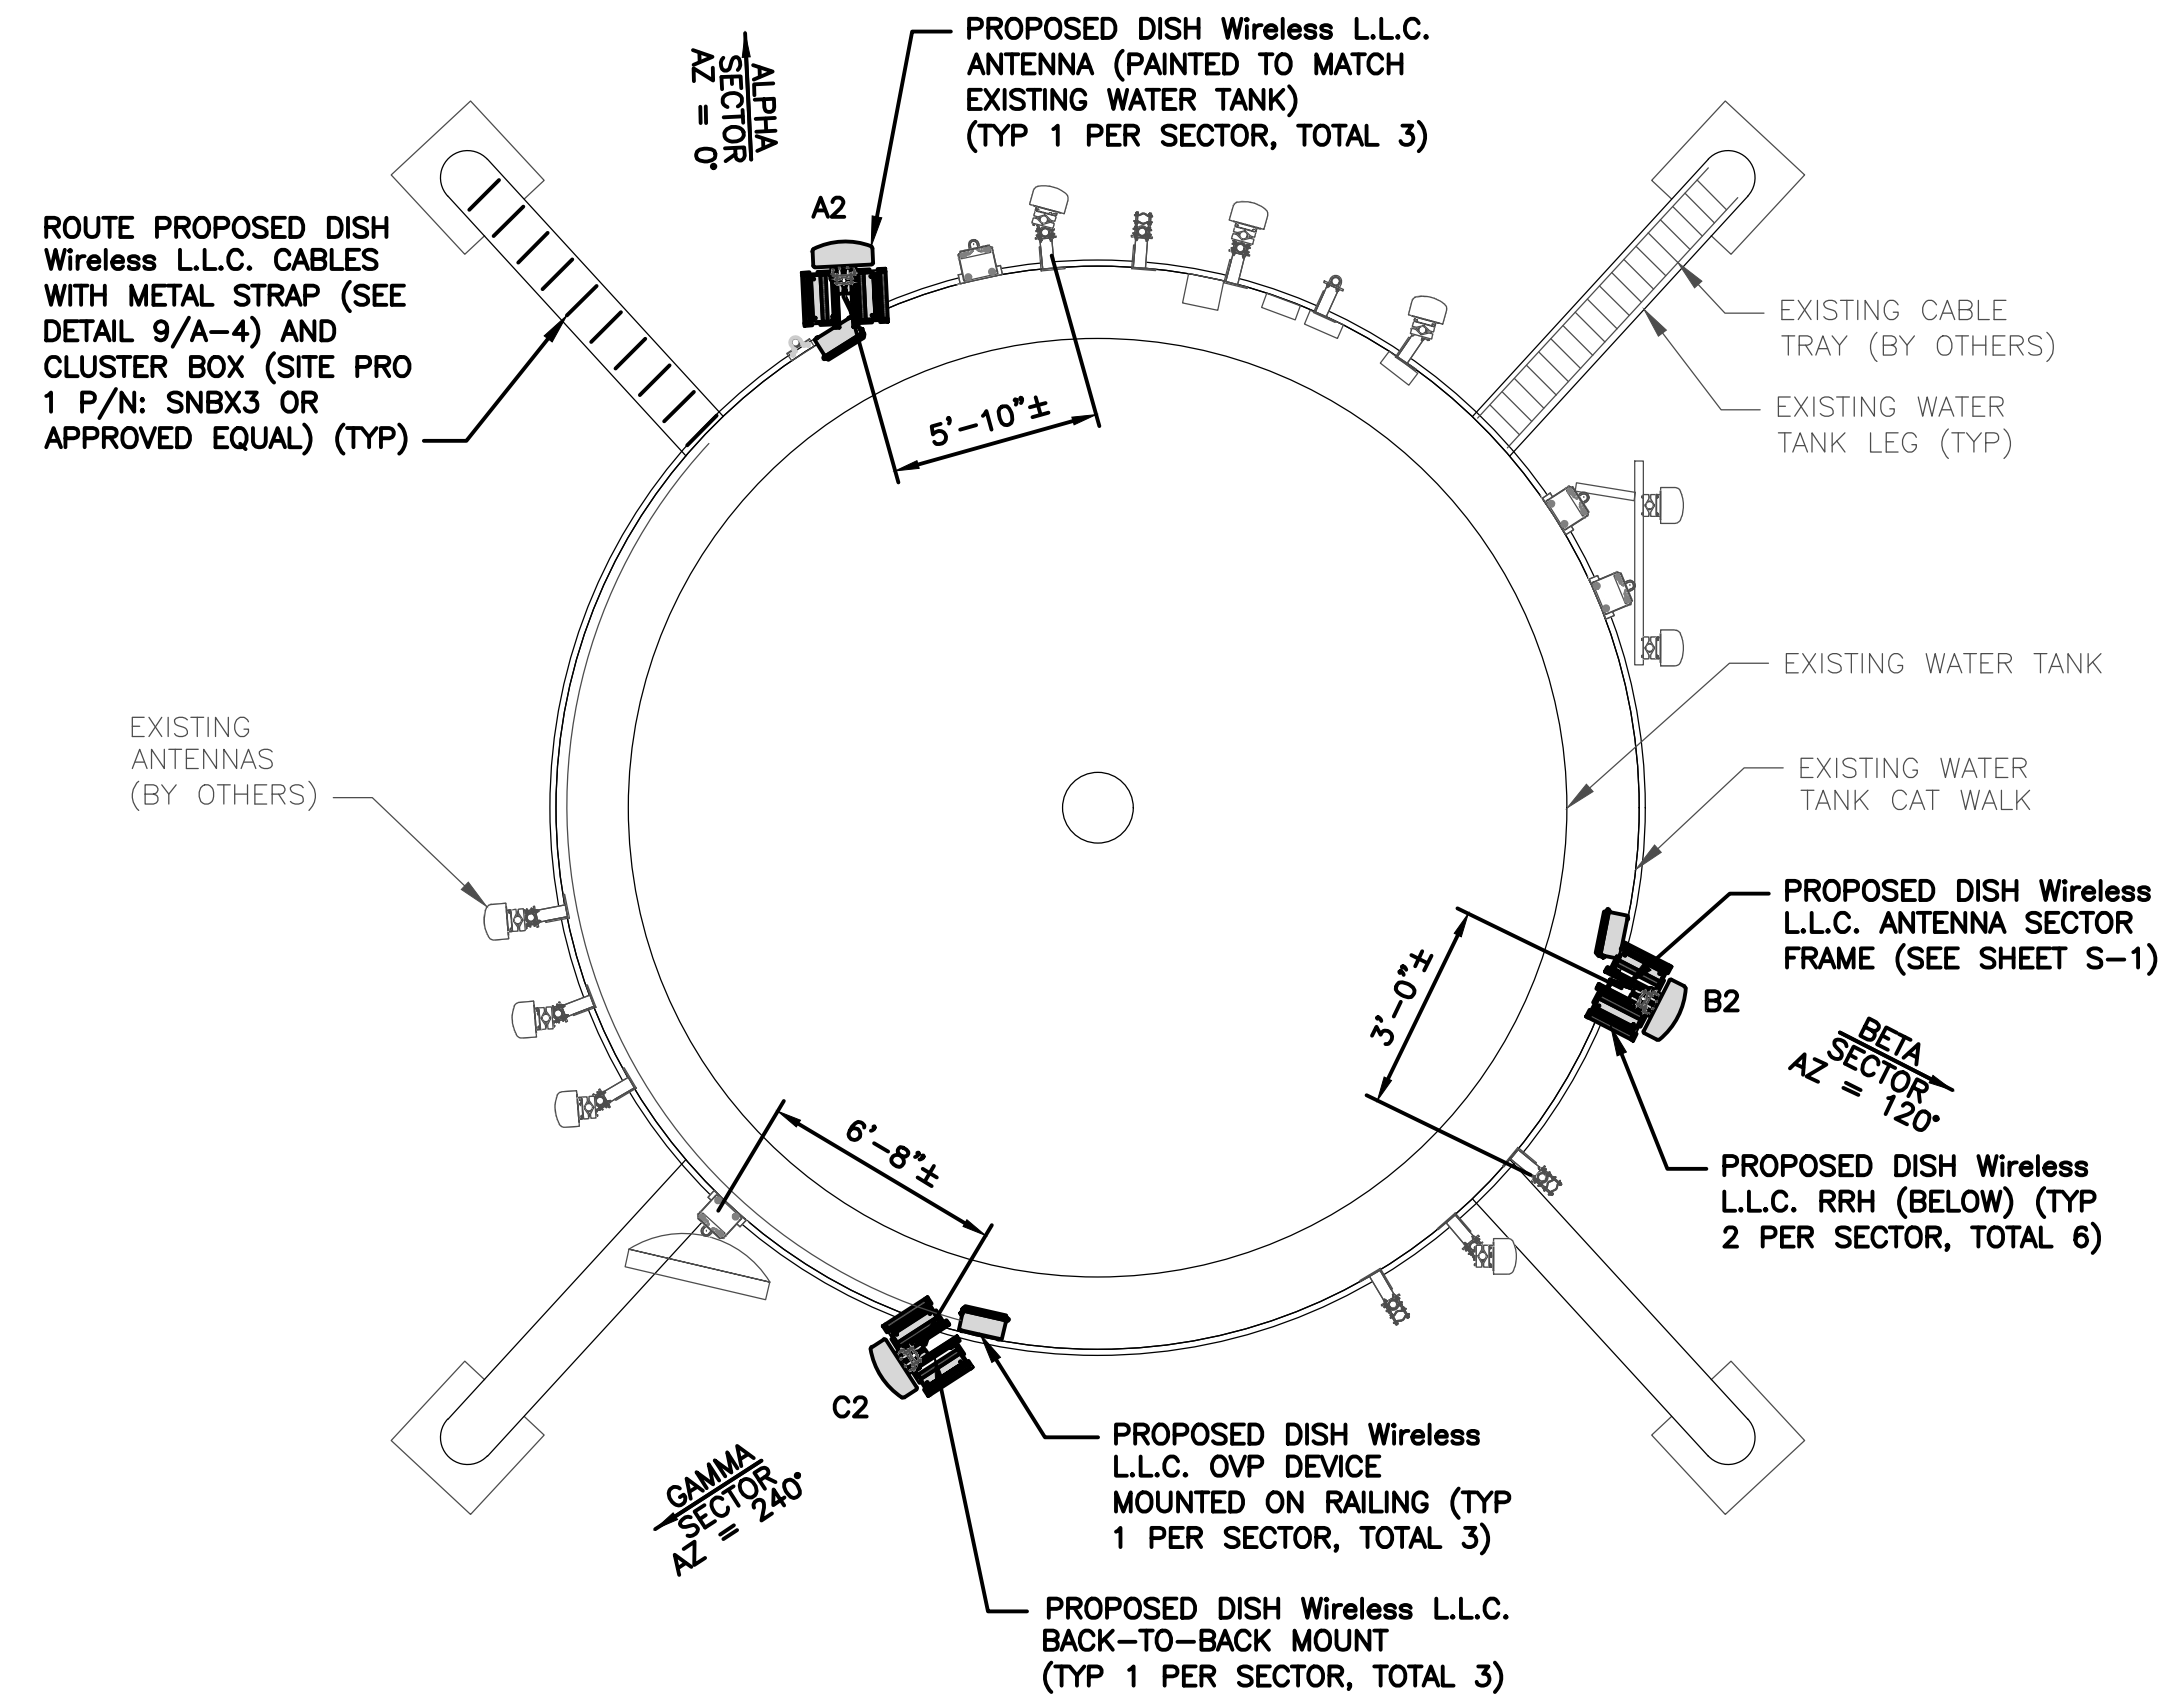 PROPOSED DISH Wireless L.L.C.
ANTENNA (PAINTED TO MATCH
EXISTING WATER TANK)
(TYP 1 PER SECTOR, TOTAL 3)
ALPHA
SECTOR
AZ = 0°
A2
ROUTE PROPOSED DISH
Wireless L.L.C. CABLES
WITH METAL STRAP (SEE
DETAIL 9/A-4) AND
CLUSTER BOX (SITE PRO
1 P/N: SNBX3 OR
APPROVED EQUAL) (TYP)
EXISTING CABLE
TRAY (BY OTHERS)
EXISTING WATER
TANK LEG (TYP)
5'-10"±
EXISTING WATER TANK
EXISTING
ANTENNAS
(BY OTHERS)
EXISTING WATER
TANK CAT WALK
PROPOSED DISH Wireless
L.L.C. ANTENNA SECTOR
FRAME (SEE SHEET S-1)
3'-0"±
B2
BETA
SECTOR
AZ = 120°
6'-8"±
PROPOSED DISH Wireless
L.L.C. RRH (BELOW) (TYP
2 PER SECTOR, TOTAL 6)
C2
GAMMA
SECTOR
AZ = 240°
PROPOSED DISH Wireless
L.L.C. OVP DEVICE
MOUNTED ON RAILING (TYP
1 PER SECTOR, TOTAL 3)
PROPOSED DISH Wireless L.L.C.
BACK-TO-BACK MOUNT
(TYP 1 PER SECTOR, TOTAL 3)